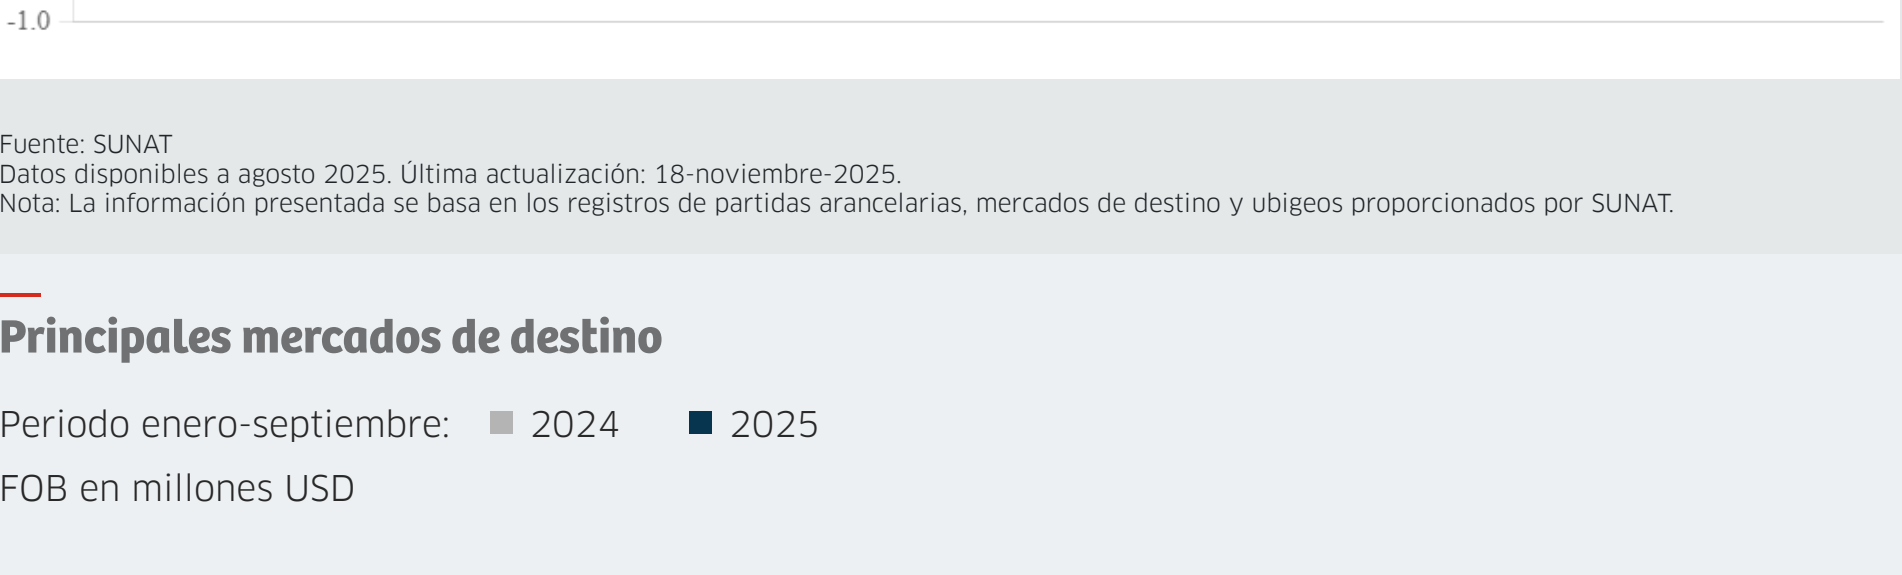 -1.0
Fuente: SUNAT
Datos disponibles a agosto 2025. Última actualización: 18-noviembre-2025.
Nota: La información presentada se basa en los registros de partidas arancelarias, mercados de destino y ubigeos proporcionados por SUNAT.
Principales mercados de destino
Periodo enero-septiembre: 2024 2025
FOB en millones USD